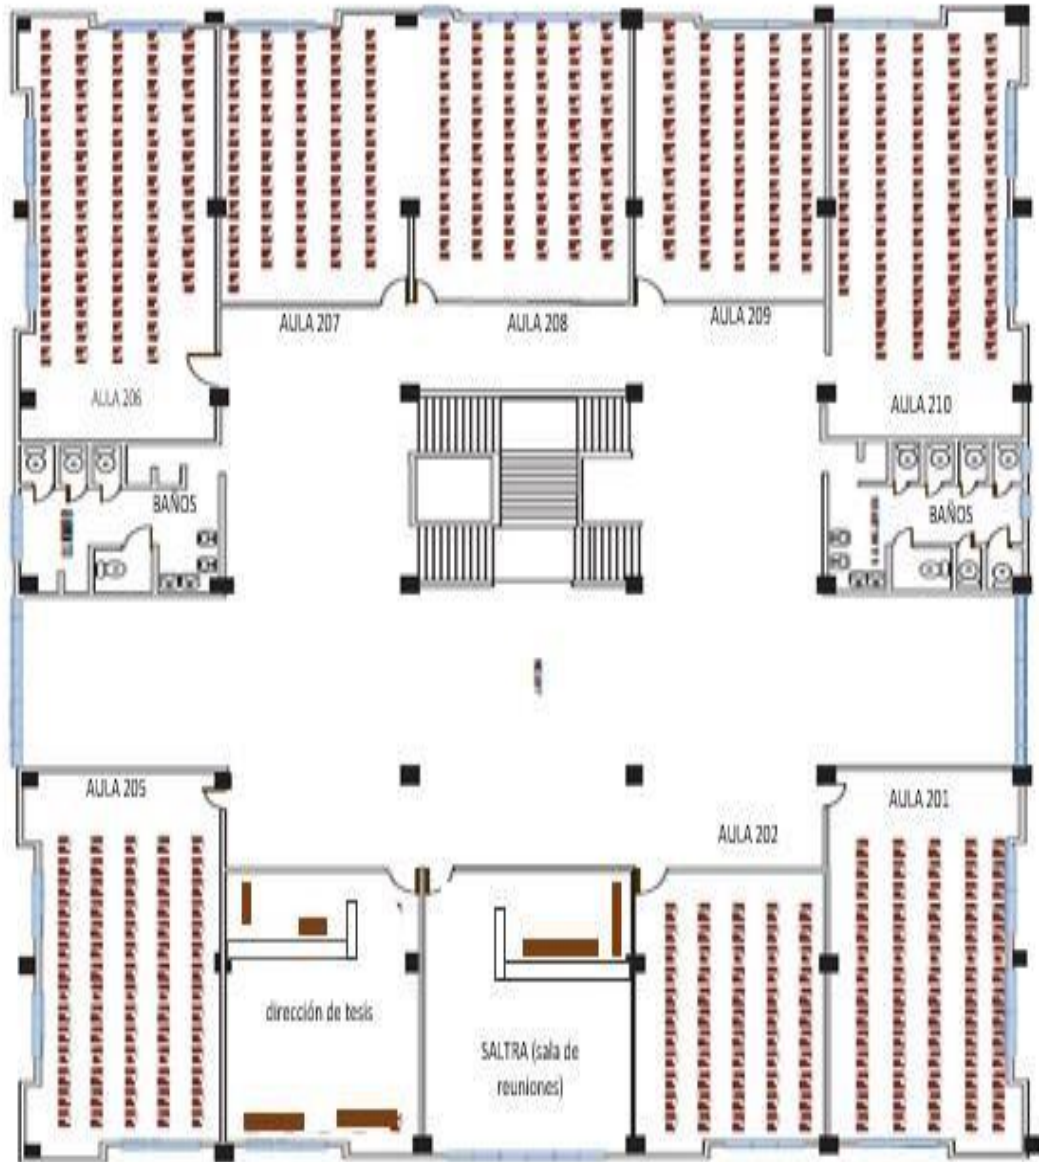 AULA 207
AULA 208
AULA 209
AULA 206
AULA 210
BAÑOS
BAÑOS
AULA 205
AULA 201
AULA 202
dirección de tesis
SALTRA (sala de
reuniones)